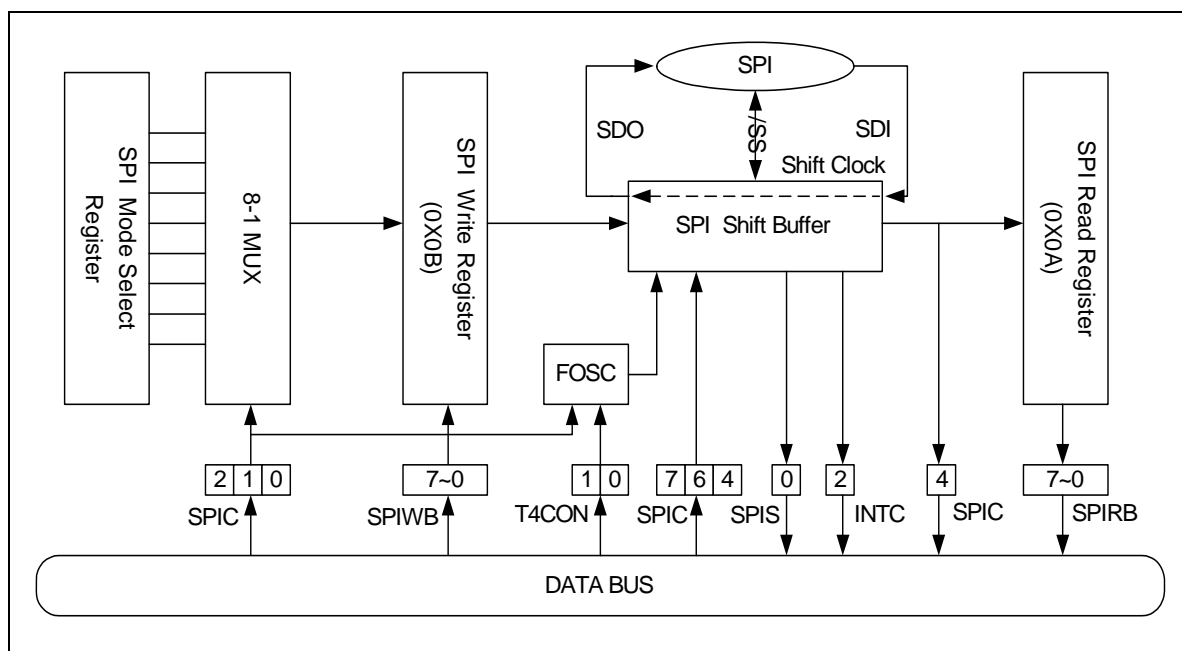 SPI
SDO
/SS
SDI
Shift Clock
SPI Mode Select
Register
8-1 MUX
SPI Write Register
(0X0B)
SPI Shift Buffer
SPI Read Register
(0X0A)
FOSC
2 1 0
7~0
1 0
7 6 4
0
2
4
7~0
SPIC
SPIWB
T4CON
SPIC
SPIS
INTC
SPIC
SPIRB
DATA BUS